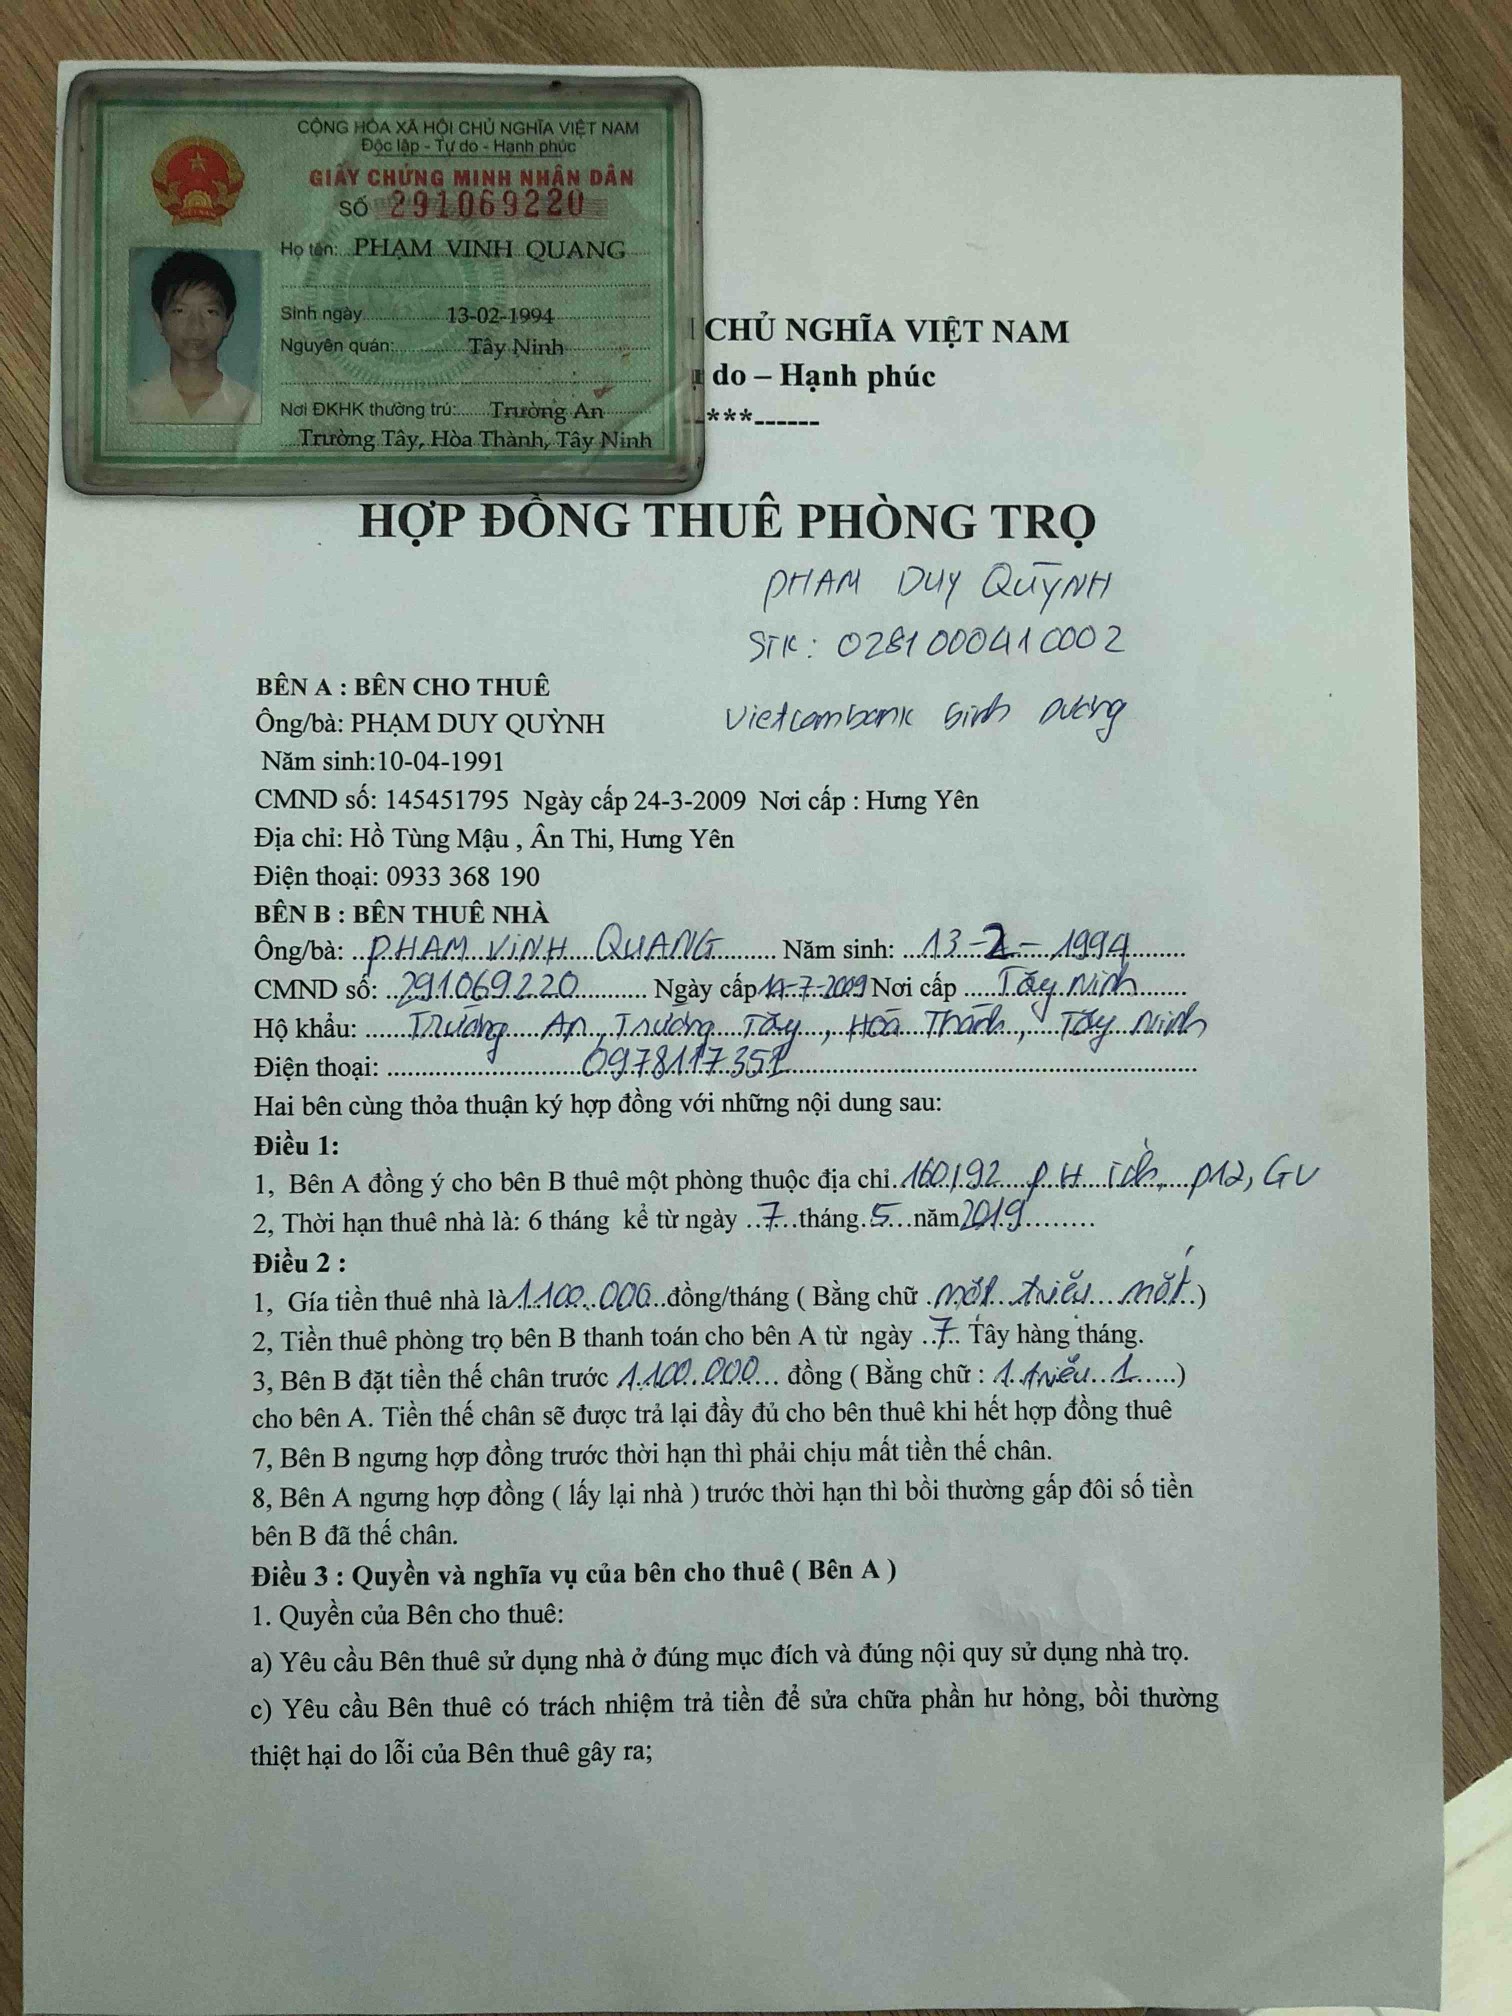 CỘNG HÒA XÃ HỘI CHỦ NGHĨA VIỆT NAM
Độc lập - Tự do - Hạnh phúc
GIẤY CHỨNG MINH NHÂN DÂN
SỐ 291069220
Họ tên: PHẠM VINH QUANG
Sinh ngày 13-02-1994
Nguyên quán: Tây Ninh
Nơi ĐKHK thường trú: Trường An
Trường Tây, Hòa Thành, Tây Ninh
VIỆT NAM
CHỦ NGHĨA VIỆT NAM
do – Hạnh phúc
***------
HỢP ĐỒNG THUÊ PHÒNG TRỌ
PHAM DUY QUỲNH
STK: 0281000410002
Vietcombank Bình Dương
BÊN A : BÊN CHO THUÊ
Ông/bà: PHẠM DUY QUỲNH
Năm sinh:10-04-1991
CMND số: 145451795 Ngày cấp 24-3-2009 Nơi cấp : Hưng Yên
Địa chỉ: Hồ Tùng Mậu , Ân Thi, Hưng Yên
Điện thoại: 0933 368 190
BÊN B : BÊN THUÊ NHÀ
Ông/bà: PHAM VINH QUANG Năm sinh: 13-2-1994
CMND số: 291069220 Ngày cấp 14-7-2009 Nơi cấp Tây Ninh
Hộ khẩu: Trường An, Trường Tây, Hoà Thành, Tây Ninh
Điện thoại: 0978117351
Hai bên cùng thỏa thuận ký hợp đồng với những nội dung sau:
Điều 1:
1, Bên A đồng ý cho bên B thuê một phòng thuộc địa chỉ 160/92 P H Ích, P12, GV
2, Thời hạn thuê nhà là: 6 tháng kể từ ngày 7 tháng 5 năm 2019
Điều 2 :
1, Gía tiền thuê nhà là 1.100.000 đồng/tháng ( Bằng chữ một triệu mốt )
2, Tiền thuê phòng trọ bên B thanh toán cho bên A từ ngày 7 Tây hàng tháng.
3, Bên B đặt tiền thế chân trước 1.100.000 đồng ( Bằng chữ : 1 triệu 1 )
cho bên A. Tiền thế chân sẽ được trả lại đầy đủ cho bên thuê khi hết hợp đồng thuê
7, Bên B ngưng hợp đồng trước thời hạn thì phải chịu mất tiền thế chân.
8, Bên A ngưng hợp đồng ( lấy lại nhà ) trước thời hạn thì bồi thường gấp đôi số tiền
bên B đã thế chân.
Điều 3 : Quyền và nghĩa vụ của bên cho thuê ( Bên A )
1. Quyền của Bên cho thuê:
a) Yêu cầu Bên thuê sử dụng nhà ở đúng mục đích và đúng nội quy sử dụng nhà trọ.
c) Yêu cầu Bên thuê có trách nhiệm trả tiền để sửa chữa phần hư hỏng, bồi thường
thiệt hại do lỗi của Bên thuê gây ra;